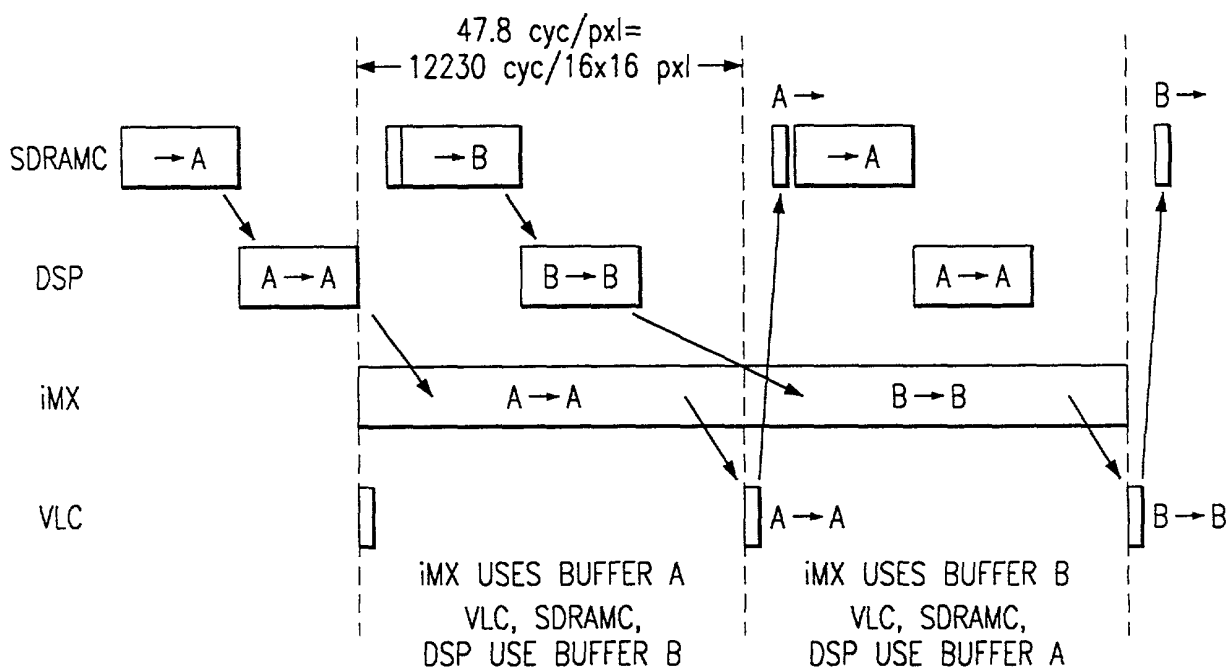 47.8 cyc/pxl=
12230 cyc/16x16 pxl
A →
B →
SDRAMC
→ A
→ B
→ A
DSP
A → A
B → B
A → A
iMX
A → A
B → B
VLC
A → A
B → B
iMX USES BUFFER A
VLC, SDRAMC,
DSP USE BUFFER B
iMX USES BUFFER B
VLC, SDRAMC,
DSP USE BUFFER A